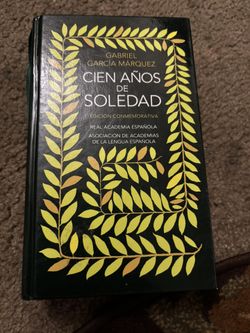 GABRIEL
GARCÍA MÁRQUEZ
CIEN AÑOS
DE
SOLEDAD
EDICIÓN CONMEMORATIVA
REAL ACADEMIA ESPAÑOLA
ASOCIACIÓN DE ACADEMIAS
DE LA LENGUA ESPAÑOLA